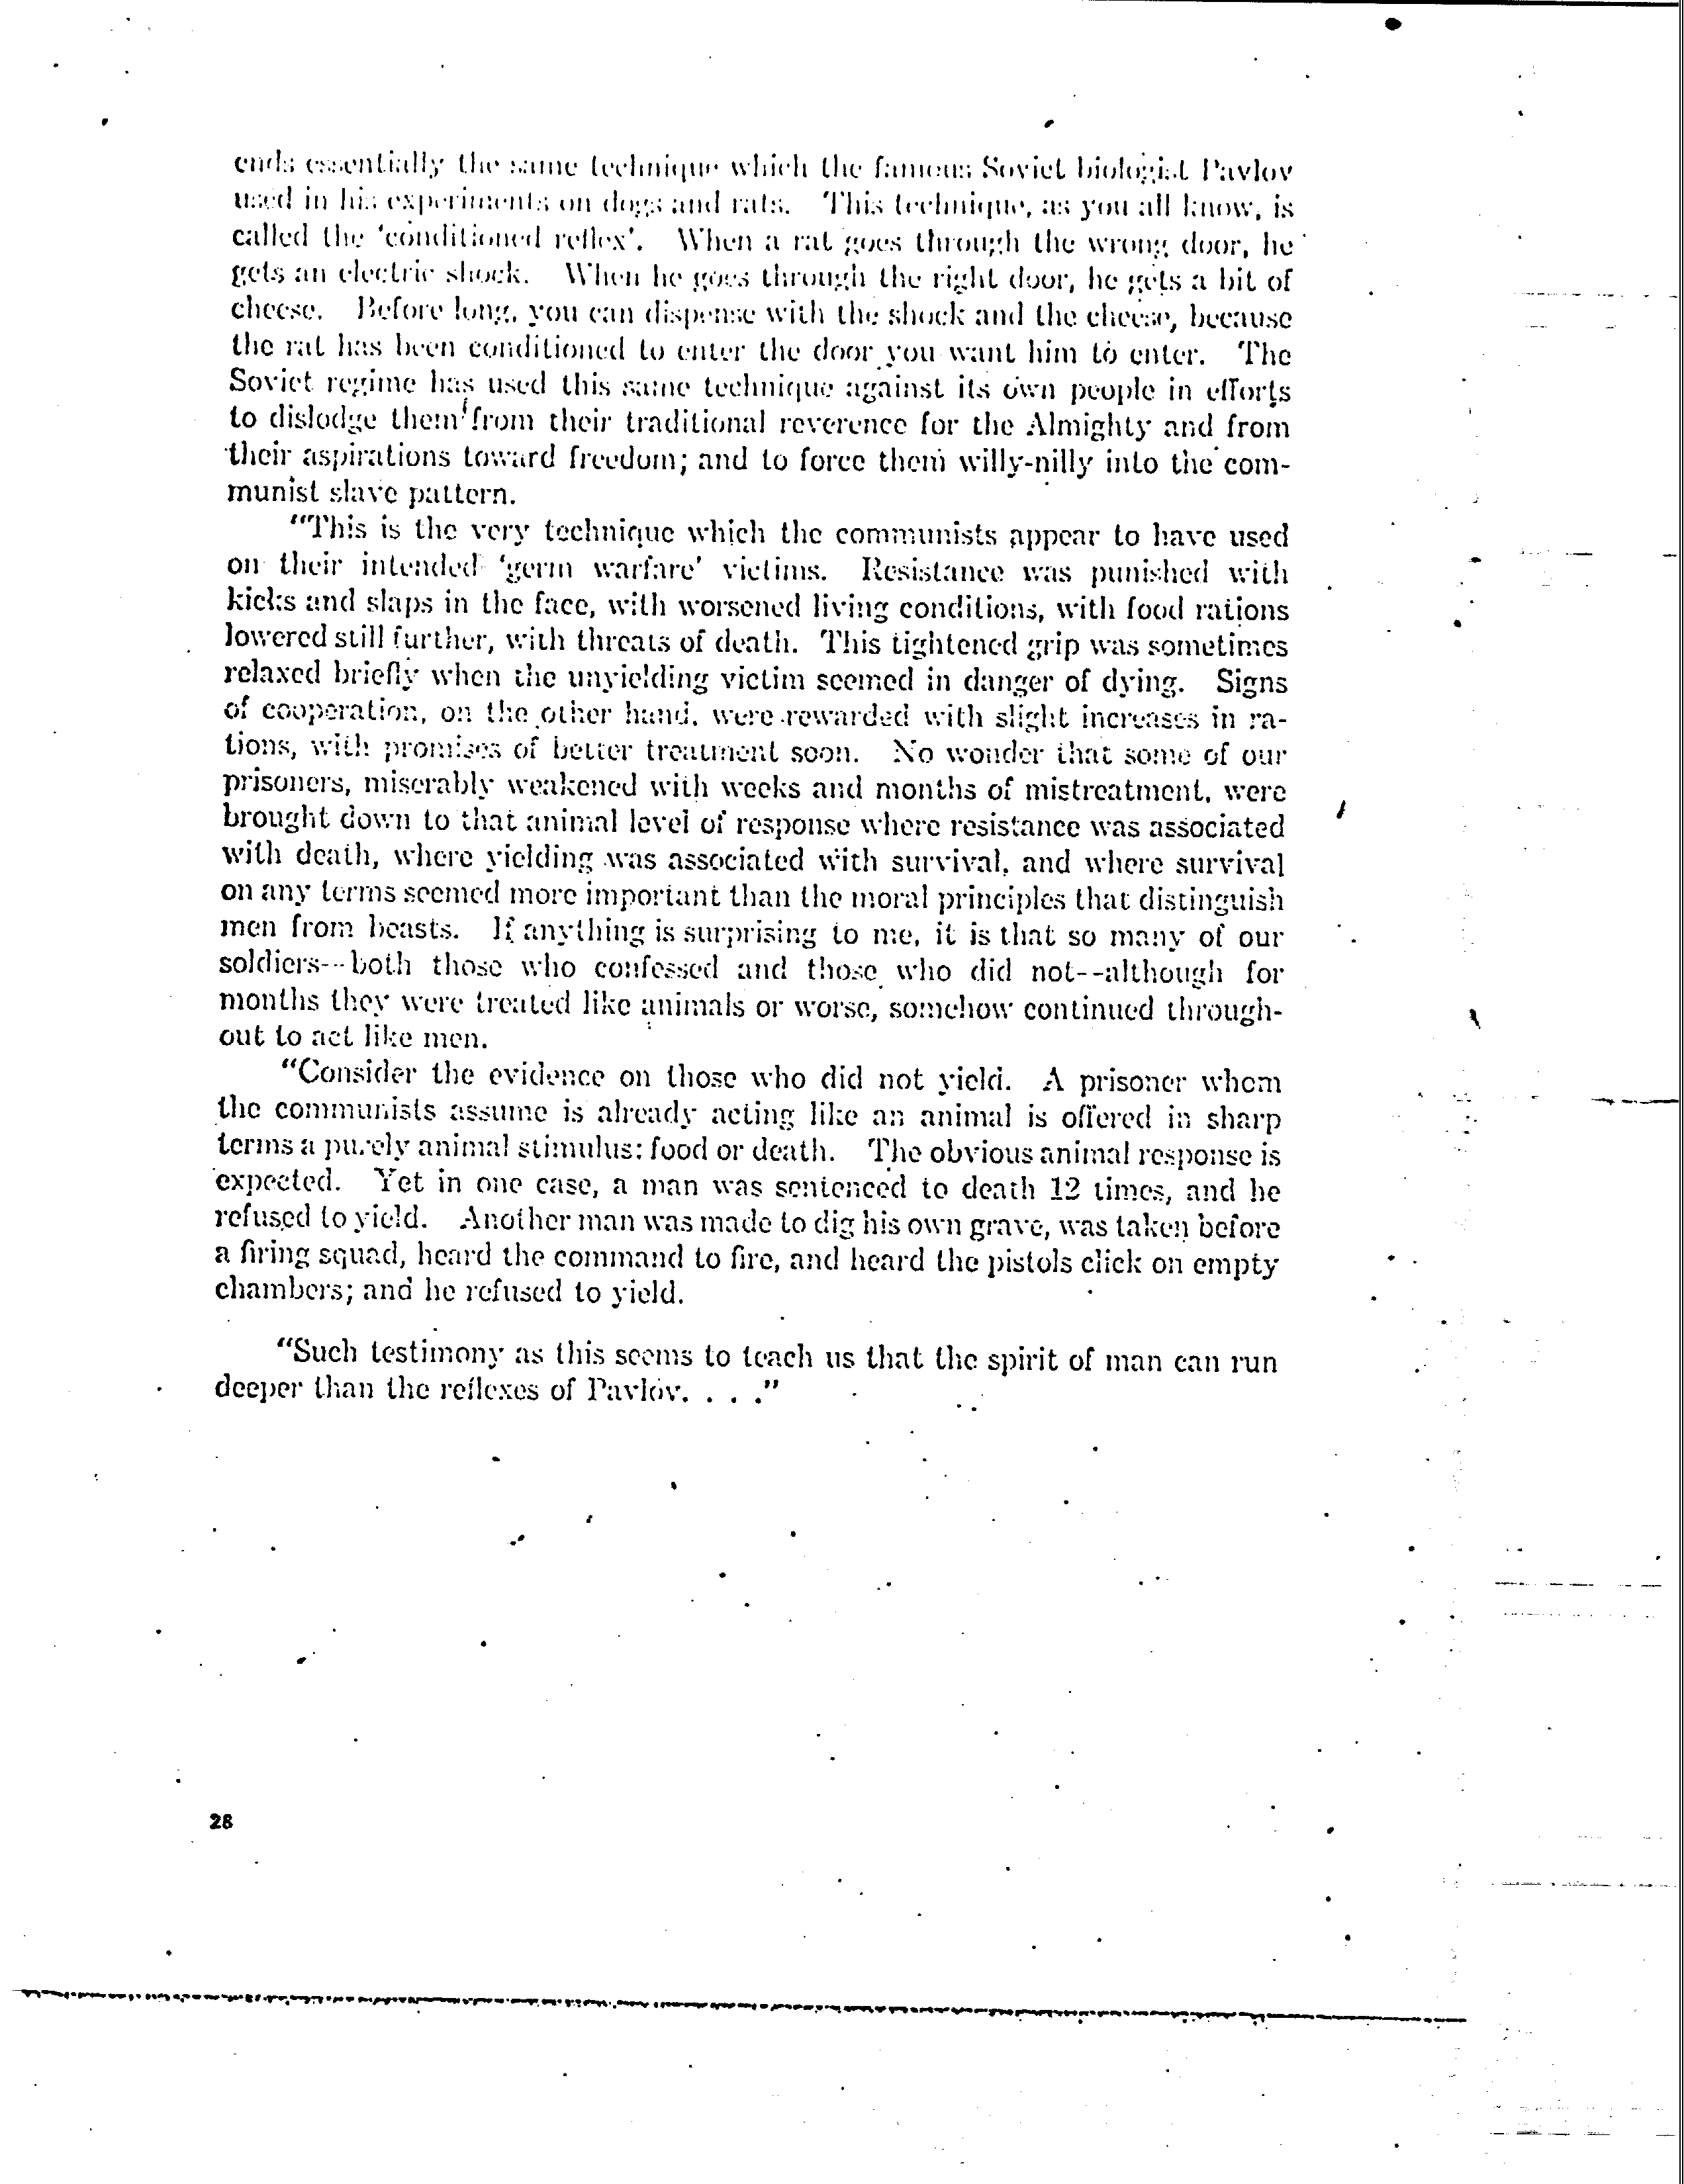 ends essentially the same technique which the famous Soviet biologist Pavlov
used in his experiments on dogs and rats. This technique, as you all know, is
called the 'conditioned reflex'. When a rat goes through the wrong door, he
gets an electric shock. When he goes through the right door, he gets a bit of
cheese. Before long, you can dispense with the shock and the cheese, because
the rat has been conditioned to enter the door you want him to enter. The
Soviet regime has used this same technique against its own people in efforts
to dislodge them from their traditional reverence for the Almighty and from
their aspirations toward freedom; and to force them willy-nilly into the com-
munist slave pattern.
"This is the very technique which the communists appear to have used
on their intended 'germ warfare' victims. Resistance was punished with
kicks and slaps in the face, with worsened living conditions, with food rations
lowered still further, with threats of death. This tightened grip was sometimes
relaxed briefly when the unyielding victim seemed in danger of dying. Signs
of cooperation, on the other hand, were rewarded with slight increases in ra-
tions, with promises of better treatment soon. No wonder that some of our
prisoners, miserably weakened with weeks and months of mistreatment, were
brought down to that animal level of response where resistance was associated
with death, where yielding was associated with survival, and where survival
on any terms seemed more important than the moral principles that distinguish
men from beasts. If anything is surprising to me, it is that so many of our
soldiers--both those who confessed and those who did not--although for
months they were treated like animals or worse, somehow continued through-
out to act like men.
"Consider the evidence on those who did not yield. A prisoner whom
the communists assume is already acting like an animal is offered in sharp
terms a purely animal stimulus: food or death. The obvious animal response is
expected. Yet in one case, a man was sentenced to death 12 times, and he
refused to yield. Another man was made to dig his own grave, was taken before
a firing squad, heard the command to fire, and heard the pistols click on empty
chambers; and he refused to yield.
"Such testimony as this seems to teach us that the spirit of man can run
deeper than the reflexes of Pavlov. . . ."
28